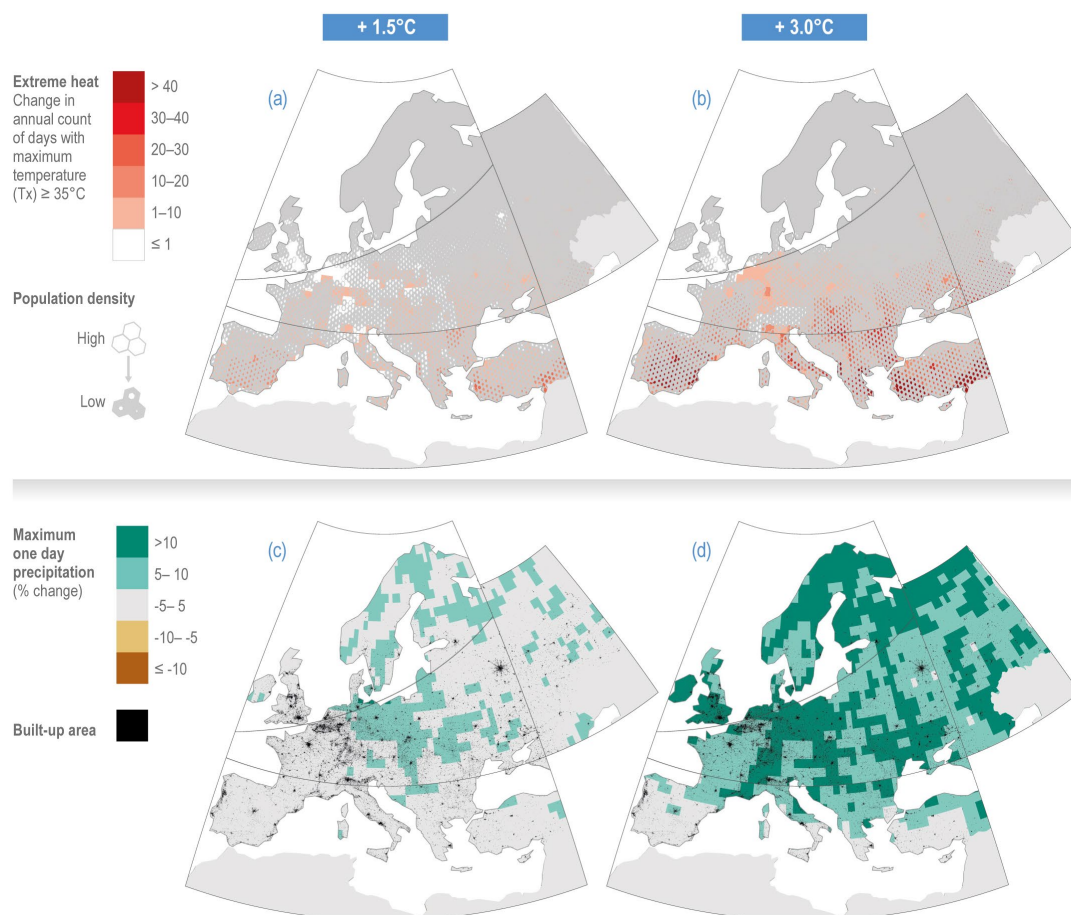 + 1.5°C
+ 3.0°C
Extreme heat
Change in
annual count
of days with
maximum
temperature
(Tx) ≥ 35°C
> 40
30–40
20–30
10–20
1–10
≤ 1
(a)
(b)
Population density
High
Low
Maximum
one day
precipitation
(% change)
>10
5– 10
-5– 5
-10– -5
≤ -10
(c)
(d)
Built-up area